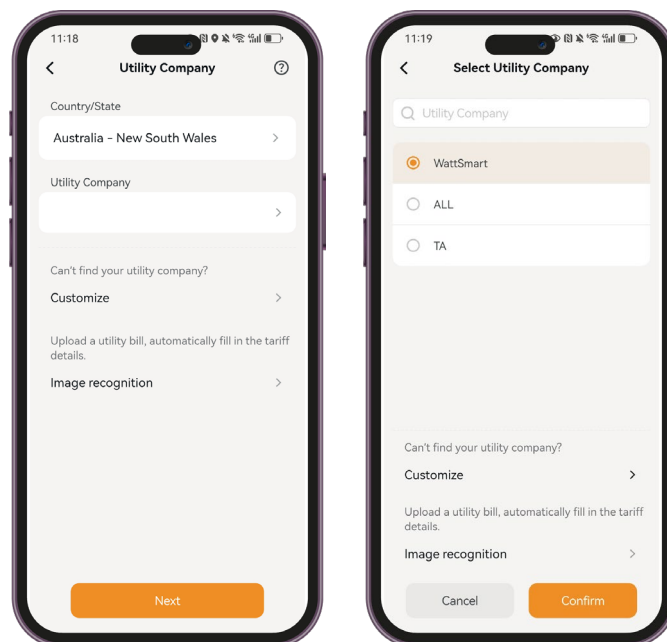 11:18
Utility Company
Country/State
Australia - New South Wales
Utility Company
Can't find your utility company?
Customize
Upload a utility bill, automatically fill in the tariff
details.
Image recognition
Next
11:19
Select Utility Company
Utility Company
WattSmart
ALL
TA
Can't find your utility company?
Customize
Upload a utility bill, automatically fill in the tariff
details.
Image recognition
Cancel
Confirm